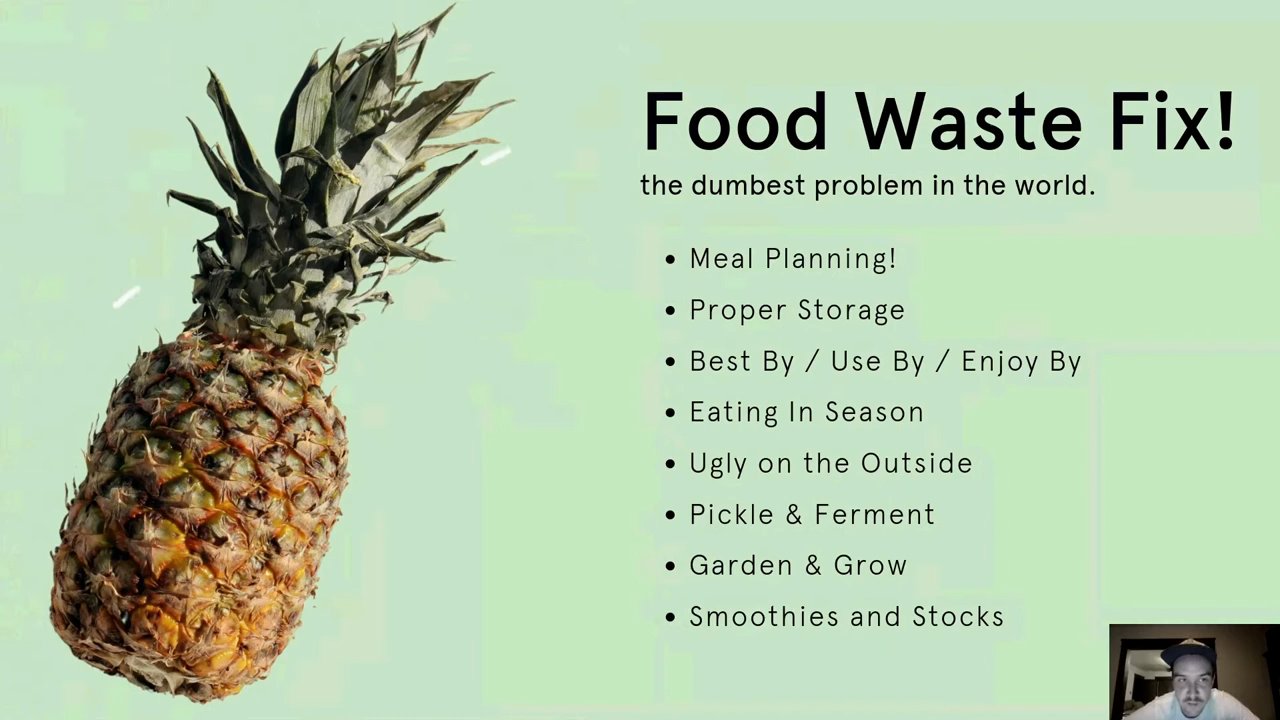 Food Waste Fix!
the dumbest problem in the world.
• Meal Planning!
• Proper Storage
• Best By / Use By / Enjoy By
• Eating In Season
• Ugly on the Outside
• Pickle & Ferment
• Garden & Grow
• Smoothies and Stocks